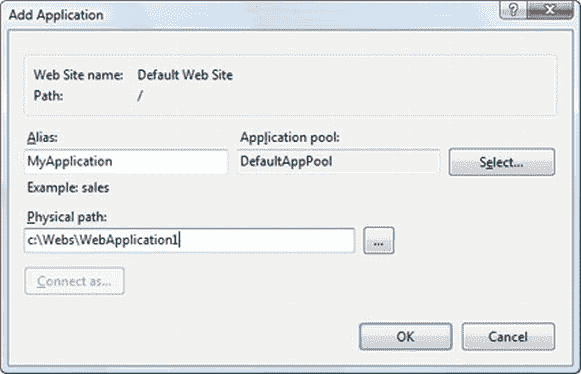 Add Application
Web Site name: Default Web Site
Path: /
Alias: Application pool:
MyApplication DefaultAppPool Select...
Example: sales
Physical path:
c:\Webs\WebApplication1 ...
Connect as...
OK Cancel